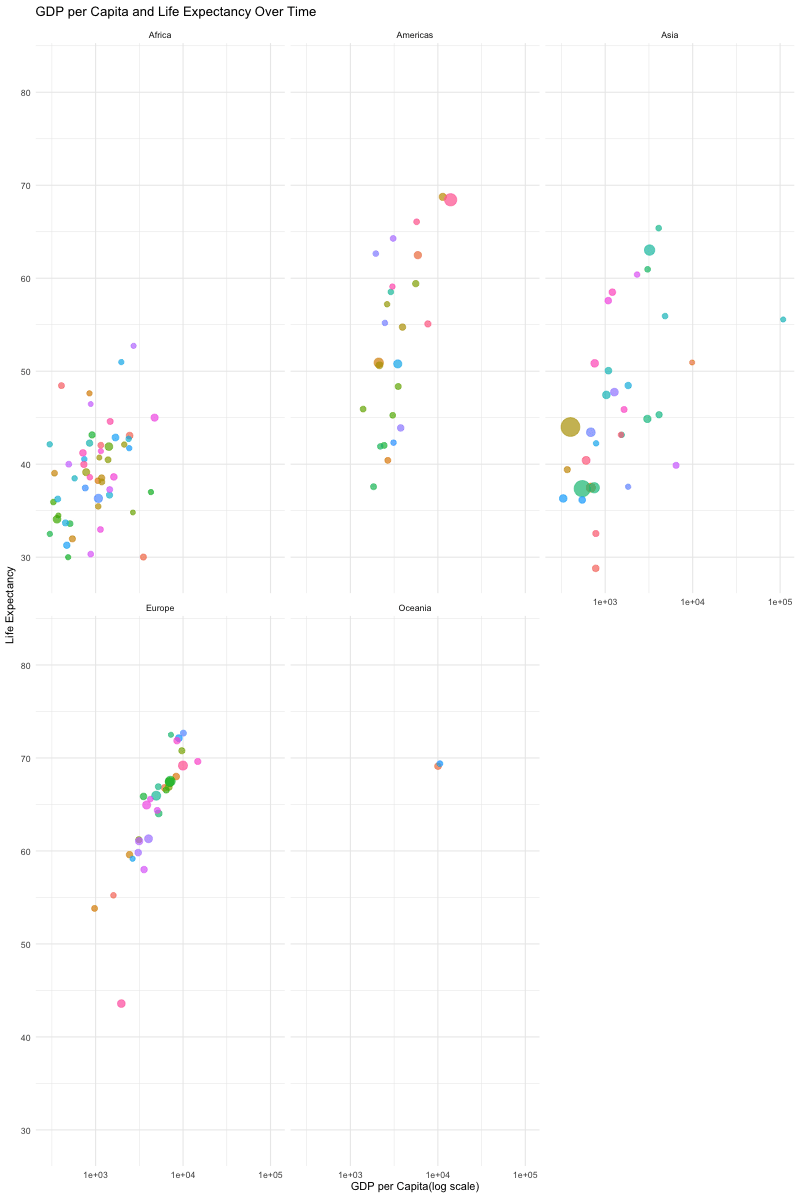 GDP per Capita and Life Expectancy Over Time
Africa
Americas
Asia
80
70
60
50
40
30
1e+03
1e+04
1e+05
Life Expectancy
Europe
Oceania
80
70
60
50
40
30
1e+03
1e+04
1e+05
1e+03
1e+04
1e+05
GDP per Capita(log scale)